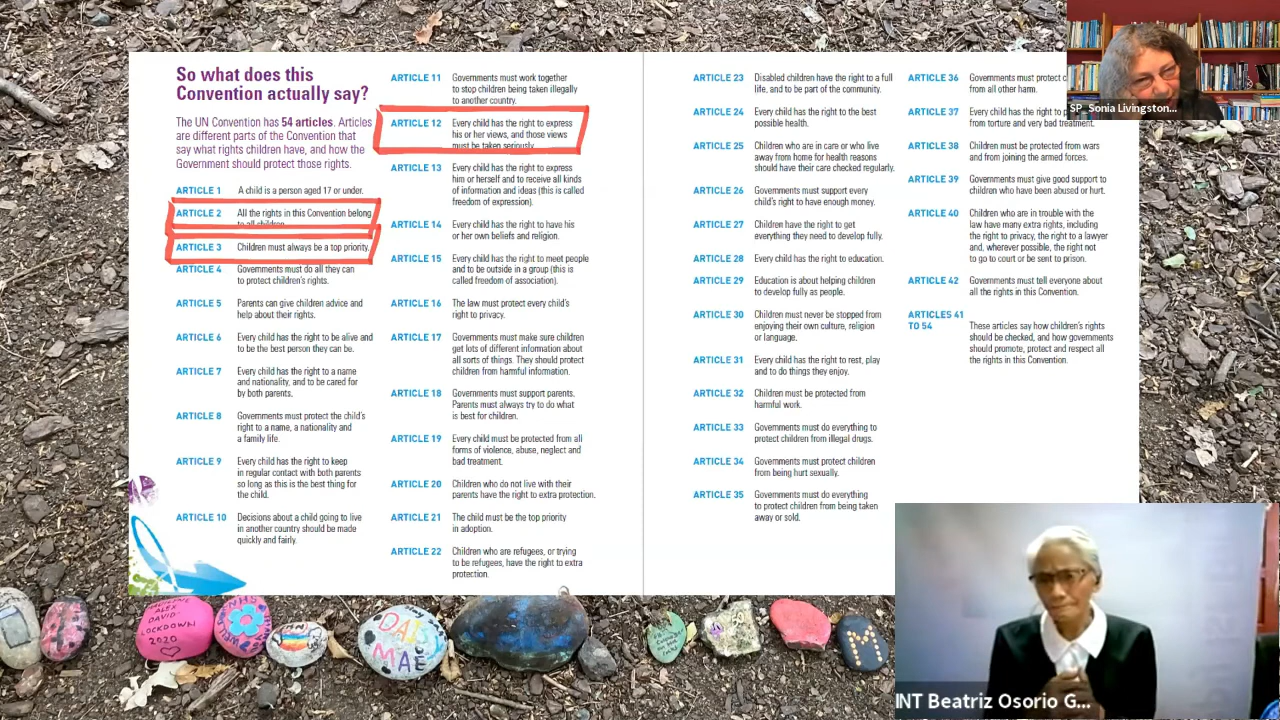 So what does this
Convention actually say?
The UN Convention has 54 articles. Articles
are different parts of the Convention that
say what rights children have, and how the
Government should protect those rights.
ARTICLE 1 A child is a person aged 17 or under.
ARTICLE 2 All the rights in this Convention belong
to all children.
ARTICLE 3 Children must always be a top priority.
ARTICLE 4 Governments must do all they can
to protect children's rights.
ARTICLE 5 Parents can give children advice and
help about their rights.
ARTICLE 6 Every child has the right to be alive and
to be the best person they can be.
ARTICLE 7 Every child has the right to a name
and nationality, and to be cared for
by both parents.
ARTICLE 8 Governments must protect the child's
right to a name, a nationality and
a family life.
ARTICLE 9 Every child has the right to keep
in regular contact with both parents
so long as this is the best thing for
the child.
ARTICLE 10 Decisions about a child going to live
in another country should be made
quickly and fairly.
ARTICLE 11 Governments must work together
to stop children being taken illegally
to another country.
ARTICLE 12 Every child has the right to express
his or her views, and those views
must be taken seriously.
ARTICLE 13 Every child has the right to express
him or herself and to receive all kinds
of information and ideas (this is called
freedom of expression).
ARTICLE 14 Every child has the right to have his
or her own beliefs and religion.
ARTICLE 15 Every child has the right to meet people
and to be outside in a group (this is
called freedom of association).
ARTICLE 16 The law must protect every child's
right to privacy.
ARTICLE 17 Governments must make sure children
get lots of different information about
all sorts of things. They should protect
children from harmful information.
ARTICLE 18 Governments must support parents.
Parents must always try to do what
is best for children.
ARTICLE 19 Every child must be protected from all
forms of violence, abuse, neglect and
bad treatment.
ARTICLE 20 Children who do not live with their
parents have the right to extra protection.
ARTICLE 21 The child must be the top priority
in adoption.
ARTICLE 22 Children who are refugees, or trying
to be refugees, have the right to extra
protection.
ARTICLE 23 Disabled children have the right to a full
life, and to be part of the community.
ARTICLE 24 Every child has the right to the best
possible health.
ARTICLE 25 Children who are in care or who live
away from home for health reasons
should have their care checked regularly.
ARTICLE 26 Governments must support every
child's right to have enough money.
ARTICLE 27 Children have the right to get
everything they need to develop fully.
ARTICLE 28 Every child has the right to education.
ARTICLE 29 Education is about helping children
to develop fully as people.
ARTICLE 30 Children must never be stopped from
enjoying their own culture, religion
or language.
ARTICLE 31 Every child has the right to rest, play
and to do things they enjoy.
ARTICLE 32 Children must be protected from
harmful work.
ARTICLE 33 Governments must do everything to
protect children from illegal drugs.
ARTICLE 34 Governments must protect children
from being hurt sexually.
ARTICLE 35 Governments must do everything
to protect children from being taken
away or sold.
ARTICLE 36 Governments must protect c
from all other harm.
ARTICLE 37 Every child has the right to p
from torture and very bad treatment.
ARTICLE 38 Children must be protected from wars
and from joining the armed forces.
ARTICLE 39 Governments must give good support to
children who have been abused or hurt.
ARTICLE 40 Children who are in trouble with the
law have many extra rights, including
the right to privacy, the right to a lawyer
and, wherever possible, the right not
to go to court or be sent to prison.
ARTICLE 42 Governments must tell everyone about
all the rights in this Convention.
ARTICLES 41
TO 54
These articles say how children's rights
should be checked, and how governments
should promote, protect and respect all
the rights in this Convention.
SP_Sonia Livingston...
ALEX
DAVID
LOCKDOWN
2020
NHS
DAIS
MAE
M
INT Beatriz Osorio G...